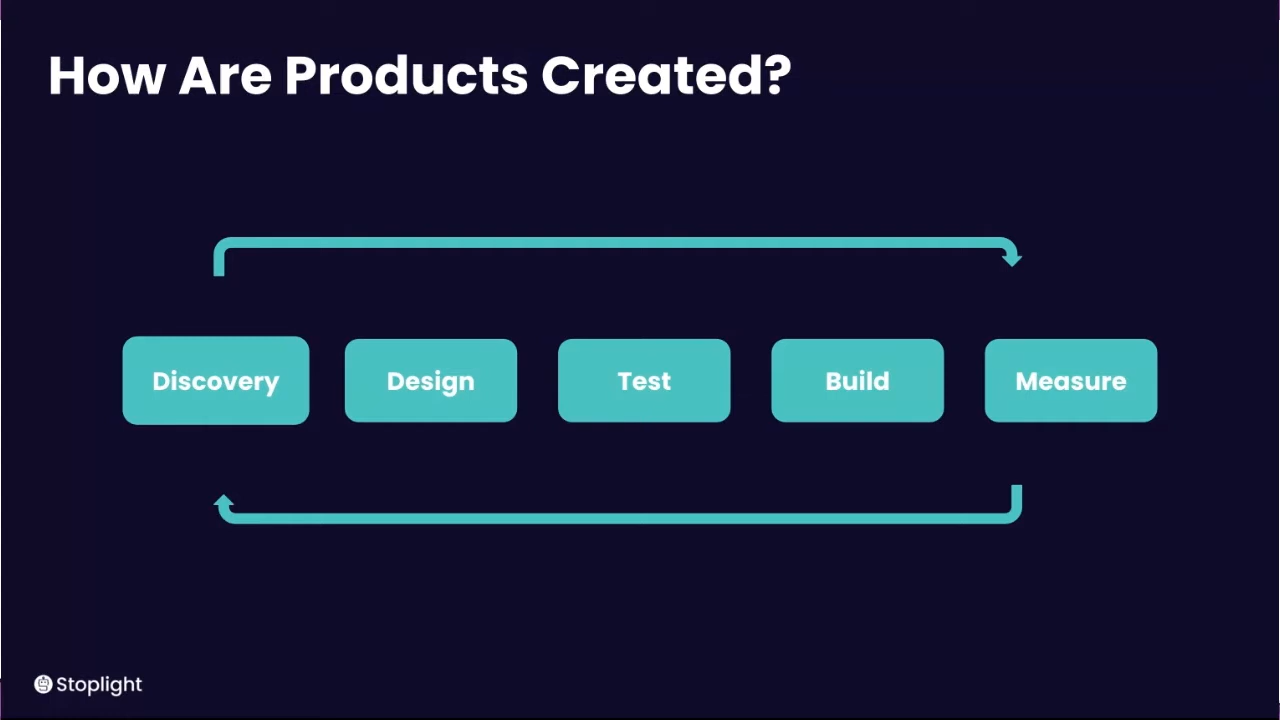 How Are Products Created?
Discovery
Design
Test
Build
Measure
Stoplight